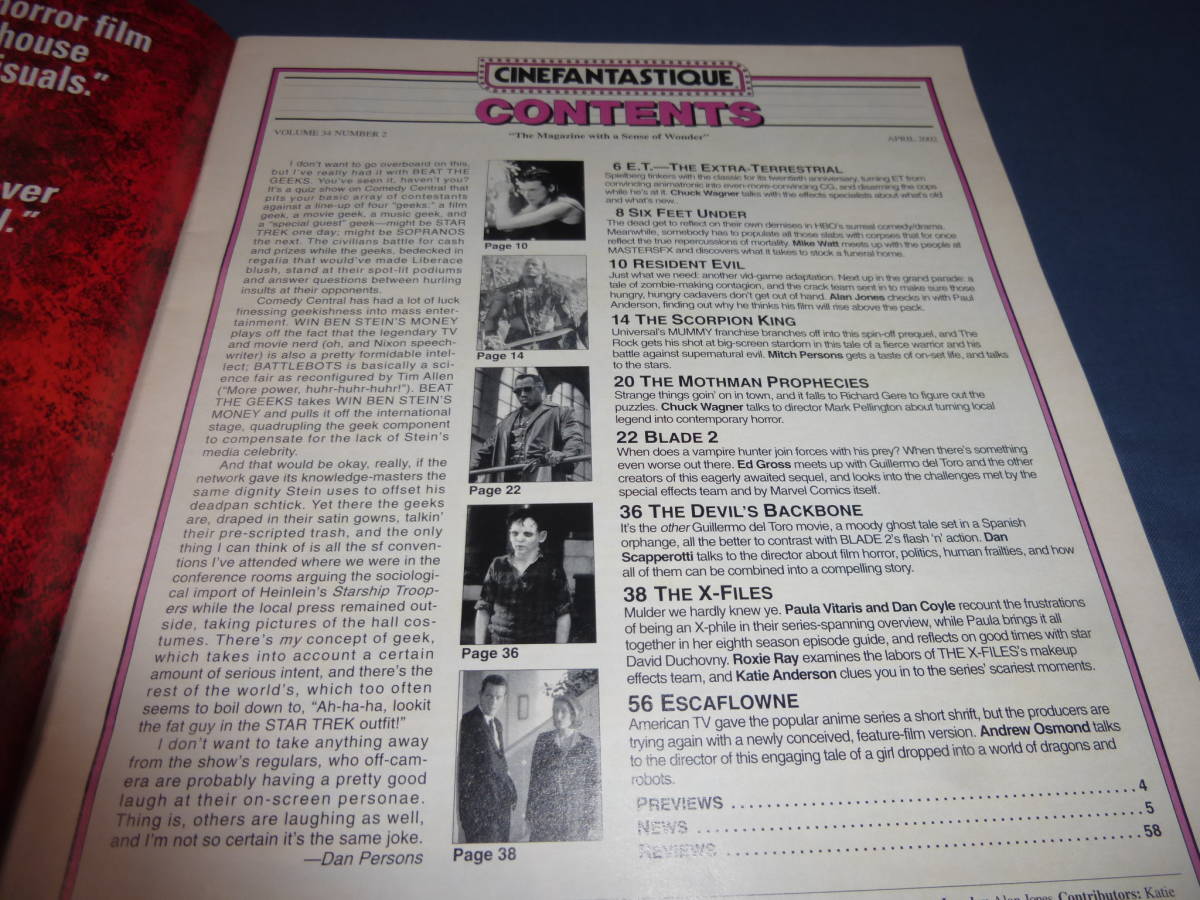 orror film
house
isuals."
ver
l."
CINEFANTASTIQUE
CONTENTS
VOLUME 34 NUMBER 2
"The Magazine with a Sense of Wonder"
APRIL 2002
I don't want to go overboard on this,
but I've really had it with BEAT THE
GEEKS. You've seen it, haven't you?
It's a quiz show on Comedy Central that
pits your basic array of contestants
against a line-up of four "geeks:" a film
geek, a movie geek, a music geek, and
a "special guest" geek—might be STAR
TREK one day; might be SOPRANOS
the next. The civilians battle for cash
and prizes while the geeks, bedecked in
regalia that would've made Liberace
blush, stand at their spot-lit podiums
and answer questions between hurling
insults at their opponents.
Comedy Central has had a lot of luck
finessing geekishness into mass enter-
tainment. WIN BEN STEIN'S MONEY
plays off the fact that the legendary TV
and movie nerd (oh, and Nixon speech-
writer) is also a pretty formidable intel-
lect; BATTLEBOTS is basically a sci-
ence fair as reconfigured by Tim Allen
("More power, huhr-huhr-huhr!"). BEAT
THE GEEKS takes WIN BEN STEIN'S
MONEY and pulls it off the international
stage, quadrupling the geek component
to compensate for the lack of Stein's
media celebrity.
And that would be okay, really, if the
network gave its knowledge-masters the
same dignity Stein uses to offset his
deadpan schtick. Yet there the geeks
are, draped in their satin gowns, talkin'
their pre-scripted trash, and the only
thing I can think of is all the sf conven-
tions I've attended where we were in the
conference rooms arguing the sociologi-
cal import of Heinlein's Starship Troop-
ers while the local press remained out-
side, taking pictures of the hall cos-
tumes. There's my concept of geek,
which takes into account a certain
amount of serious intent, and there's the
rest of the world's, which too often
seems to boil down to, "Ah-ha-ha, lookit
the fat guy in the STAR TREK outfit!"
I don't want to take anything away
from the show's regulars, who off-cam-
era are probably having a pretty good
laugh at their on-screen personae.
Thing is, others are laughing as well,
and I'm not so certain it's the same joke.
—Dan Persons
Page 10
Page 14
Page 22
Page 36
Page 38
6 E.T.—THE EXTRA-TERRESTRIAL
Spielberg tinkers with the classic for its twentieth anniversary, turning ET from
convincing animatronic into even-more-convincing CG, and disarming the cops
while he's at it. Chuck Wagner talks with the effects specialists about what's old
and what's new..
8 SIX FEET UNDER
The dead get to reflect on their own demises in HBO's surreal comedy/drama.
Meanwhile, somebody has to populate all those slabs with corpses that for once
reflect the true repercussions of mortality. Mike Watt meets up with the people at
MASTERSFX and discovers what it takes to stock a funeral home.
10 RESIDENT EVIL
Just what we need: another vid-game adaptation. Next up in the grand parade: a
tale of zombie-making contagion, and the crack team sent in to make sure those
hungry, hungry cadavers don't get out of hand. Alan Jones checks in with Paul
Anderson, finding out why he thinks his film will rise above the pack.
14 THE SCORPION KING
Universal's MUMMY franchise branches off into this spin-off prequel, and The
Rock gets his shot at big-screen stardom in this tale of a fierce warrior and his
battle against supernatural evil. Mitch Persons gets a taste of on-set life, and talks
to the stars.
20 THE MOTHMAN PROPHECIES
Strange things goin' on in town, and it falls to Richard Gere to figure out the
puzzles. Chuck Wagner talks to director Mark Pellington about turning local
legend into contemporary horror.
22 BLADE 2
When does a vampire hunter join forces with his prey? When there's something
even worse out there. Ed Gross meets up with Guillermo del Toro and the other
creators of this eagerly awaited sequel, and looks into the challenges met by the
special effects team and by Marvel Comics itself.
36 THE DEVIL'S BACKBONE
It's the other Guillermo del Toro movie, a moody ghost tale set in a Spanish
orphange, all the better to contrast with BLADE 2's flash 'n' action. Dan
Scapperotti talks to the director about film horror, politics, human frailties, and how
all of them can be combined into a compelling story.
38 THE X-FILES
Mulder we hardly knew ye. Paula Vitaris and Dan Coyle recount the frustrations
of being an X-phile in their series-spanning overview, while Paula brings it all
together in her eighth season episode guide, and reflects on good times with star
David Duchovny. Roxie Ray examines the labors of THE X-FILES's makeup
effects team, and Katie Anderson clues you in to the series' scariest moments.
56 ESCAFLOWNE
American TV gave the popular anime series a short shrift, but the producers are
trying again with a newly conceived, feature-film version. Andrew Osmond talks
to the director of this engaging tale of a girl dropped into a world of dragons and
robots.
PREVIEWS ........ 4
NEWS ........ 5
REVIEWS ........ 58
Alan Jones Contributors: Katie